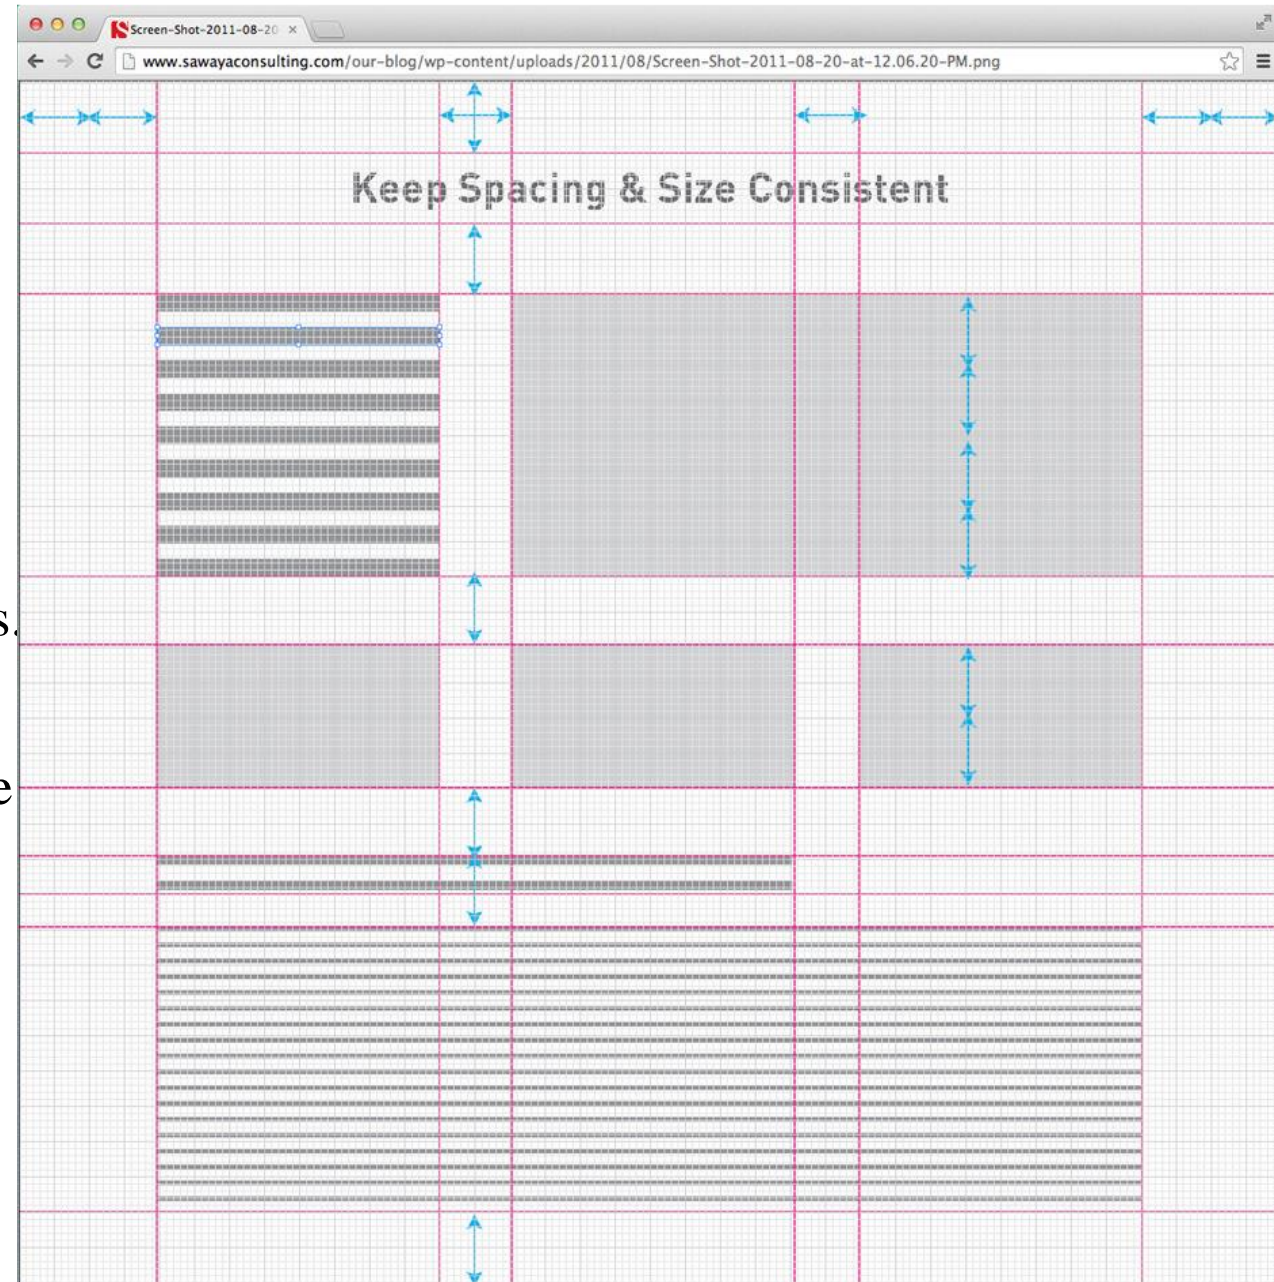 Screen-Shot-2011-08-20
www.sawayaconsulting.com/our-blog/wp-content/uploads/2011/08/Screen-Shot-2011-08-20-at-12.06.20-PM.png
Keep Spacing & Size Consistent
s.
e